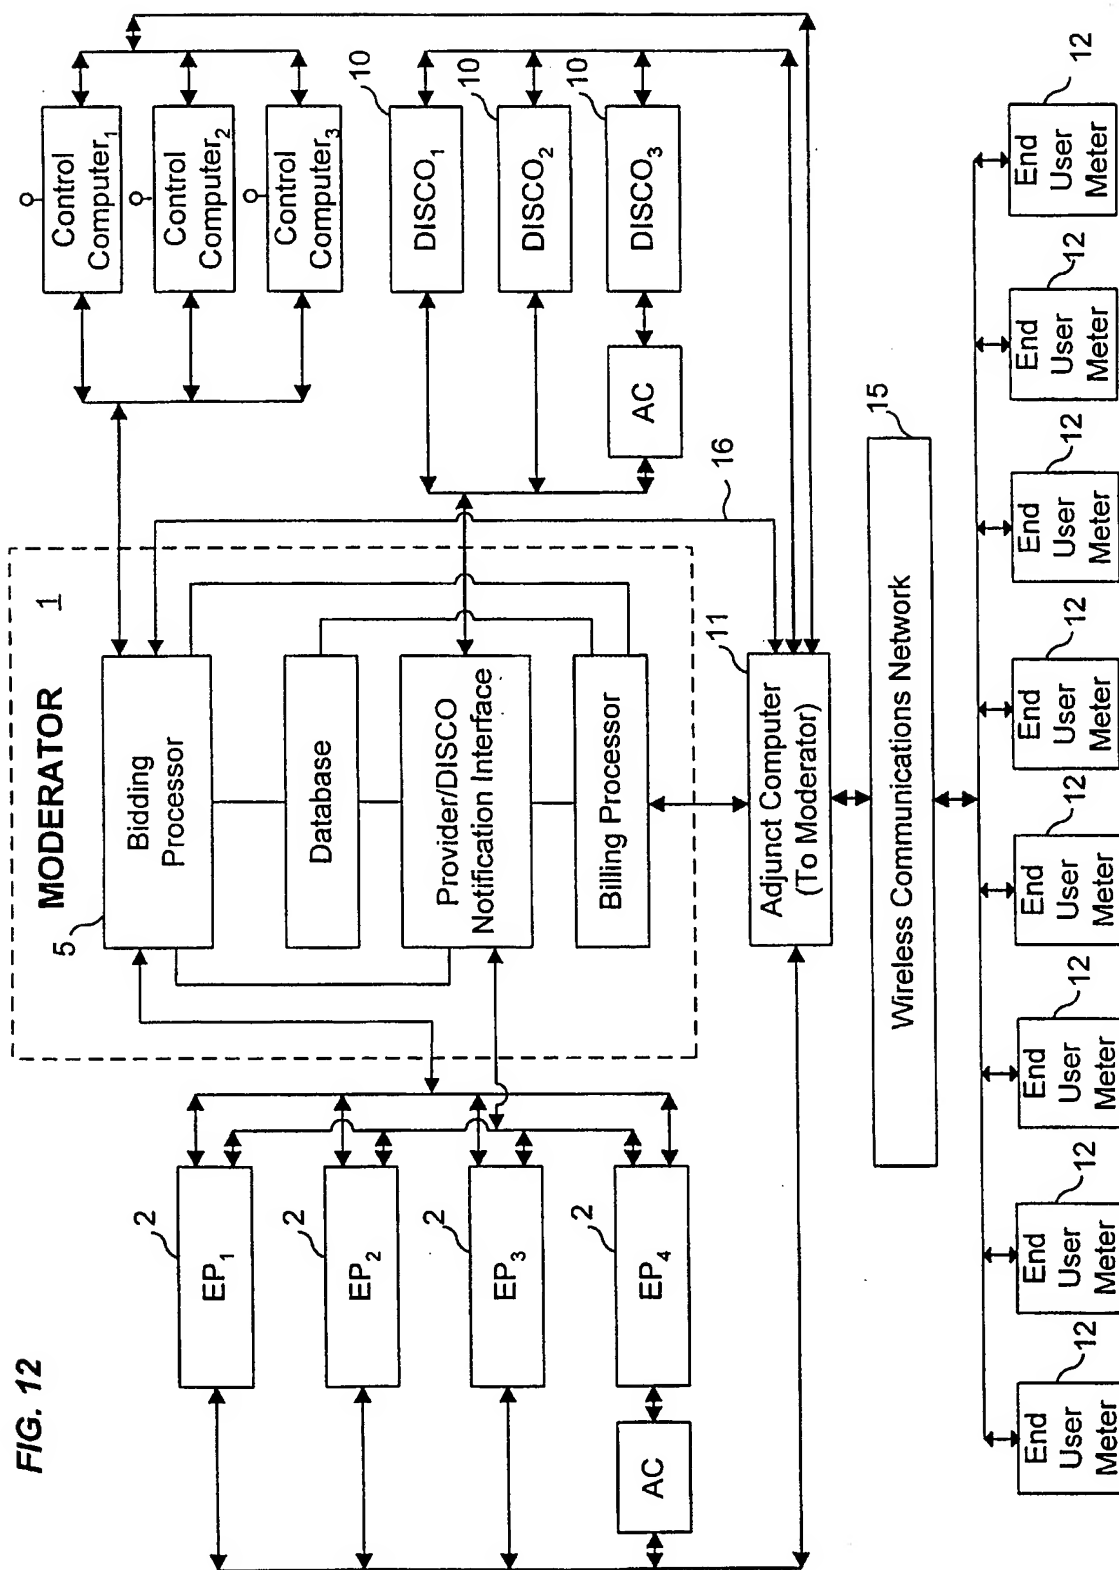 FIG. 12
MODERATOR
1
5
Bidding
Processor
Database
Provider/DISCO
Notification Interface
Billing Processor
2
EP1
2
EP2
2
EP3
2
EP4
AC
Control
Computer1
Control
Computer2
Control
Computer3
10
DISCO1
10
DISCO2
10
DISCO3
AC
16
11
Adjunct Computer
(To Moderator)
15
Wireless Communications Network
12
End
User
Meter
12
End
User
Meter
12
End
User
Meter
12
End
User
Meter
12
End
User
Meter
12
End
User
Meter
12
End
User
Meter
12
End
User
Meter